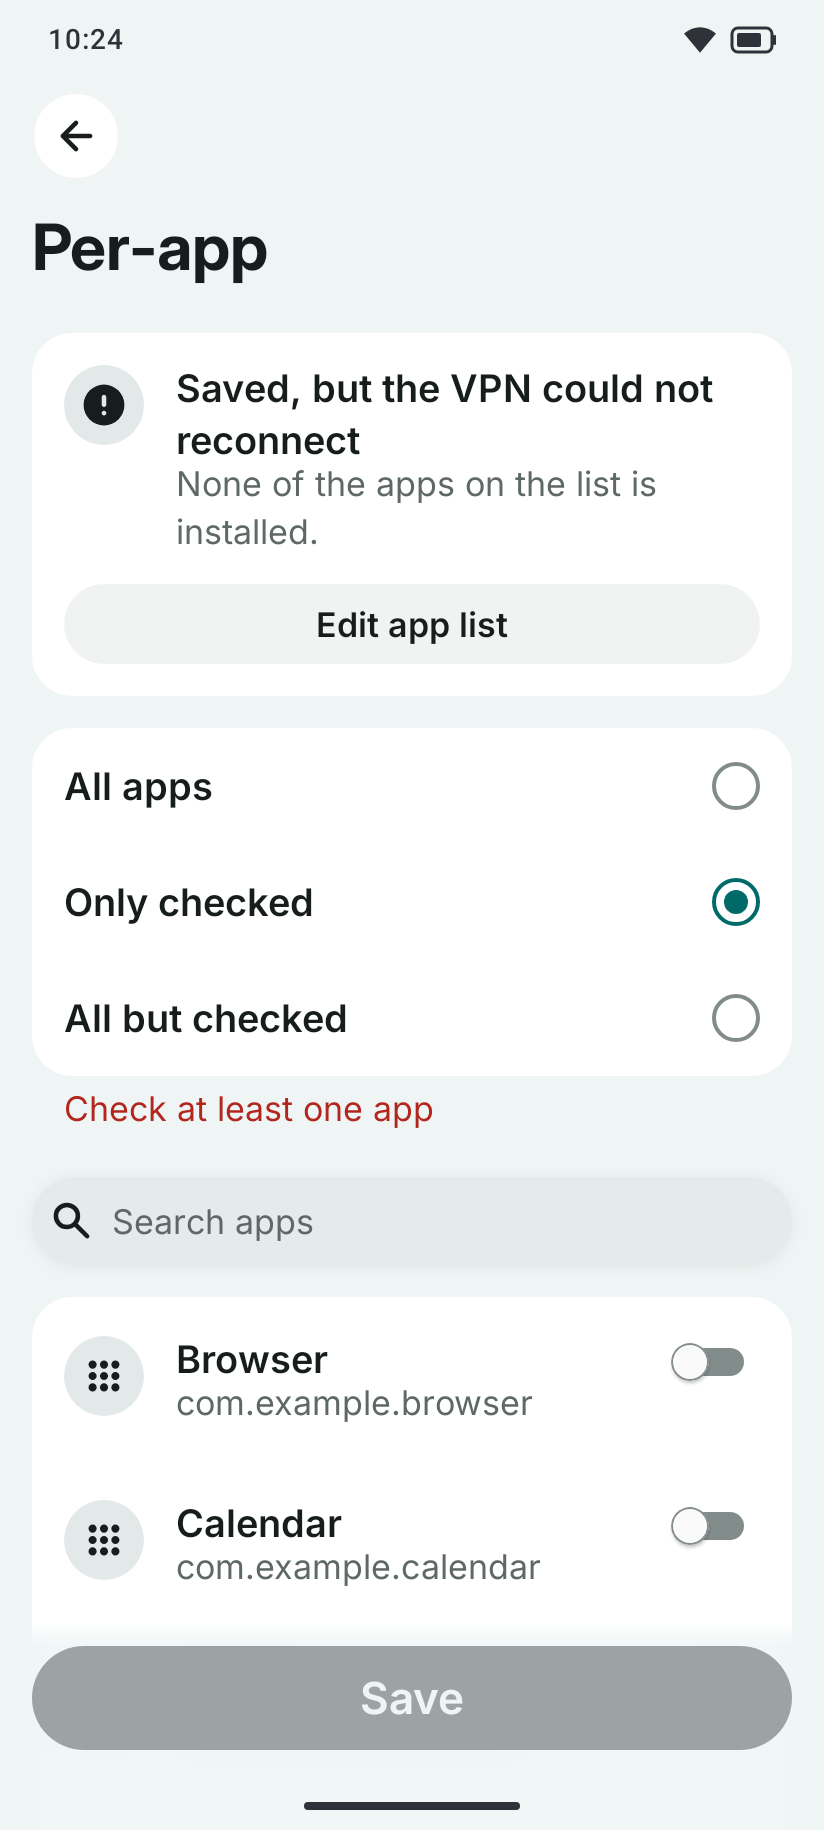 10:24
Per-app
Saved, but the VPN could not
reconnect
None of the apps on the list is
installed.
Edit app list
All apps
Only checked
All but checked
Check at least one app
Search apps
Browser
com.example.browser
Calendar
com.example.calendar
Save